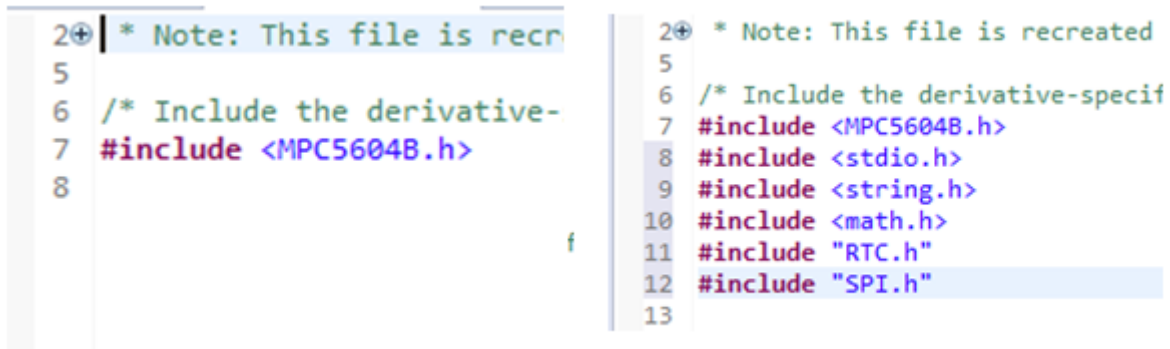 2 * Note: This file is recr
5
6 /* Include the derivative-
7 #include <MPC5604B.h>
8
f
2 * Note: This file is recreated
5
6 /* Include the derivative-specif
7 #include <MPC5604B.h>
8 #include <stdio.h>
9 #include <string.h>
10 #include <math.h>
11 #include "RTC.h"
12 #include "SPI.h"
13